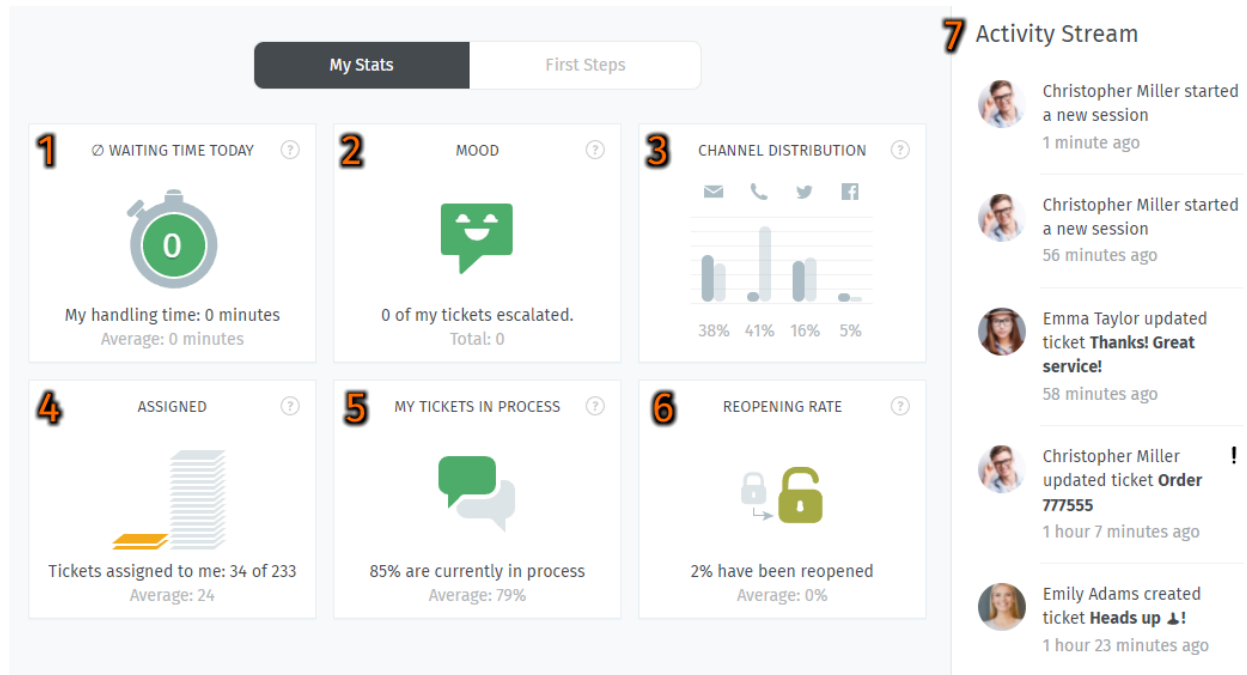 My Stats
First Steps
1
∅ WAITING TIME TODAY
?
0
My handling time: 0 minutes
Average: 0 minutes
2
MOOD
?
0 of my tickets escalated.
Total: 0
3
CHANNEL DISTRIBUTION
?
38% 41% 16% 5%
4
ASSIGNED
?
Tickets assigned to me: 34 of 233
Average: 24
5
MY TICKETS IN PROCESS
?
85% are currently in process
Average: 79%
6
REOPENING RATE
?
2% have been reopened
Average: 0%
7 Activity Stream
Christopher Miller started
a new session
1 minute ago
Christopher Miller started
a new session
56 minutes ago
Emma Taylor updated
ticket Thanks! Great
service!
58 minutes ago
Christopher Miller !
updated ticket Order
777555
1 hour 7 minutes ago
Emily Adams created
ticket Heads up !
1 hour 23 minutes ago